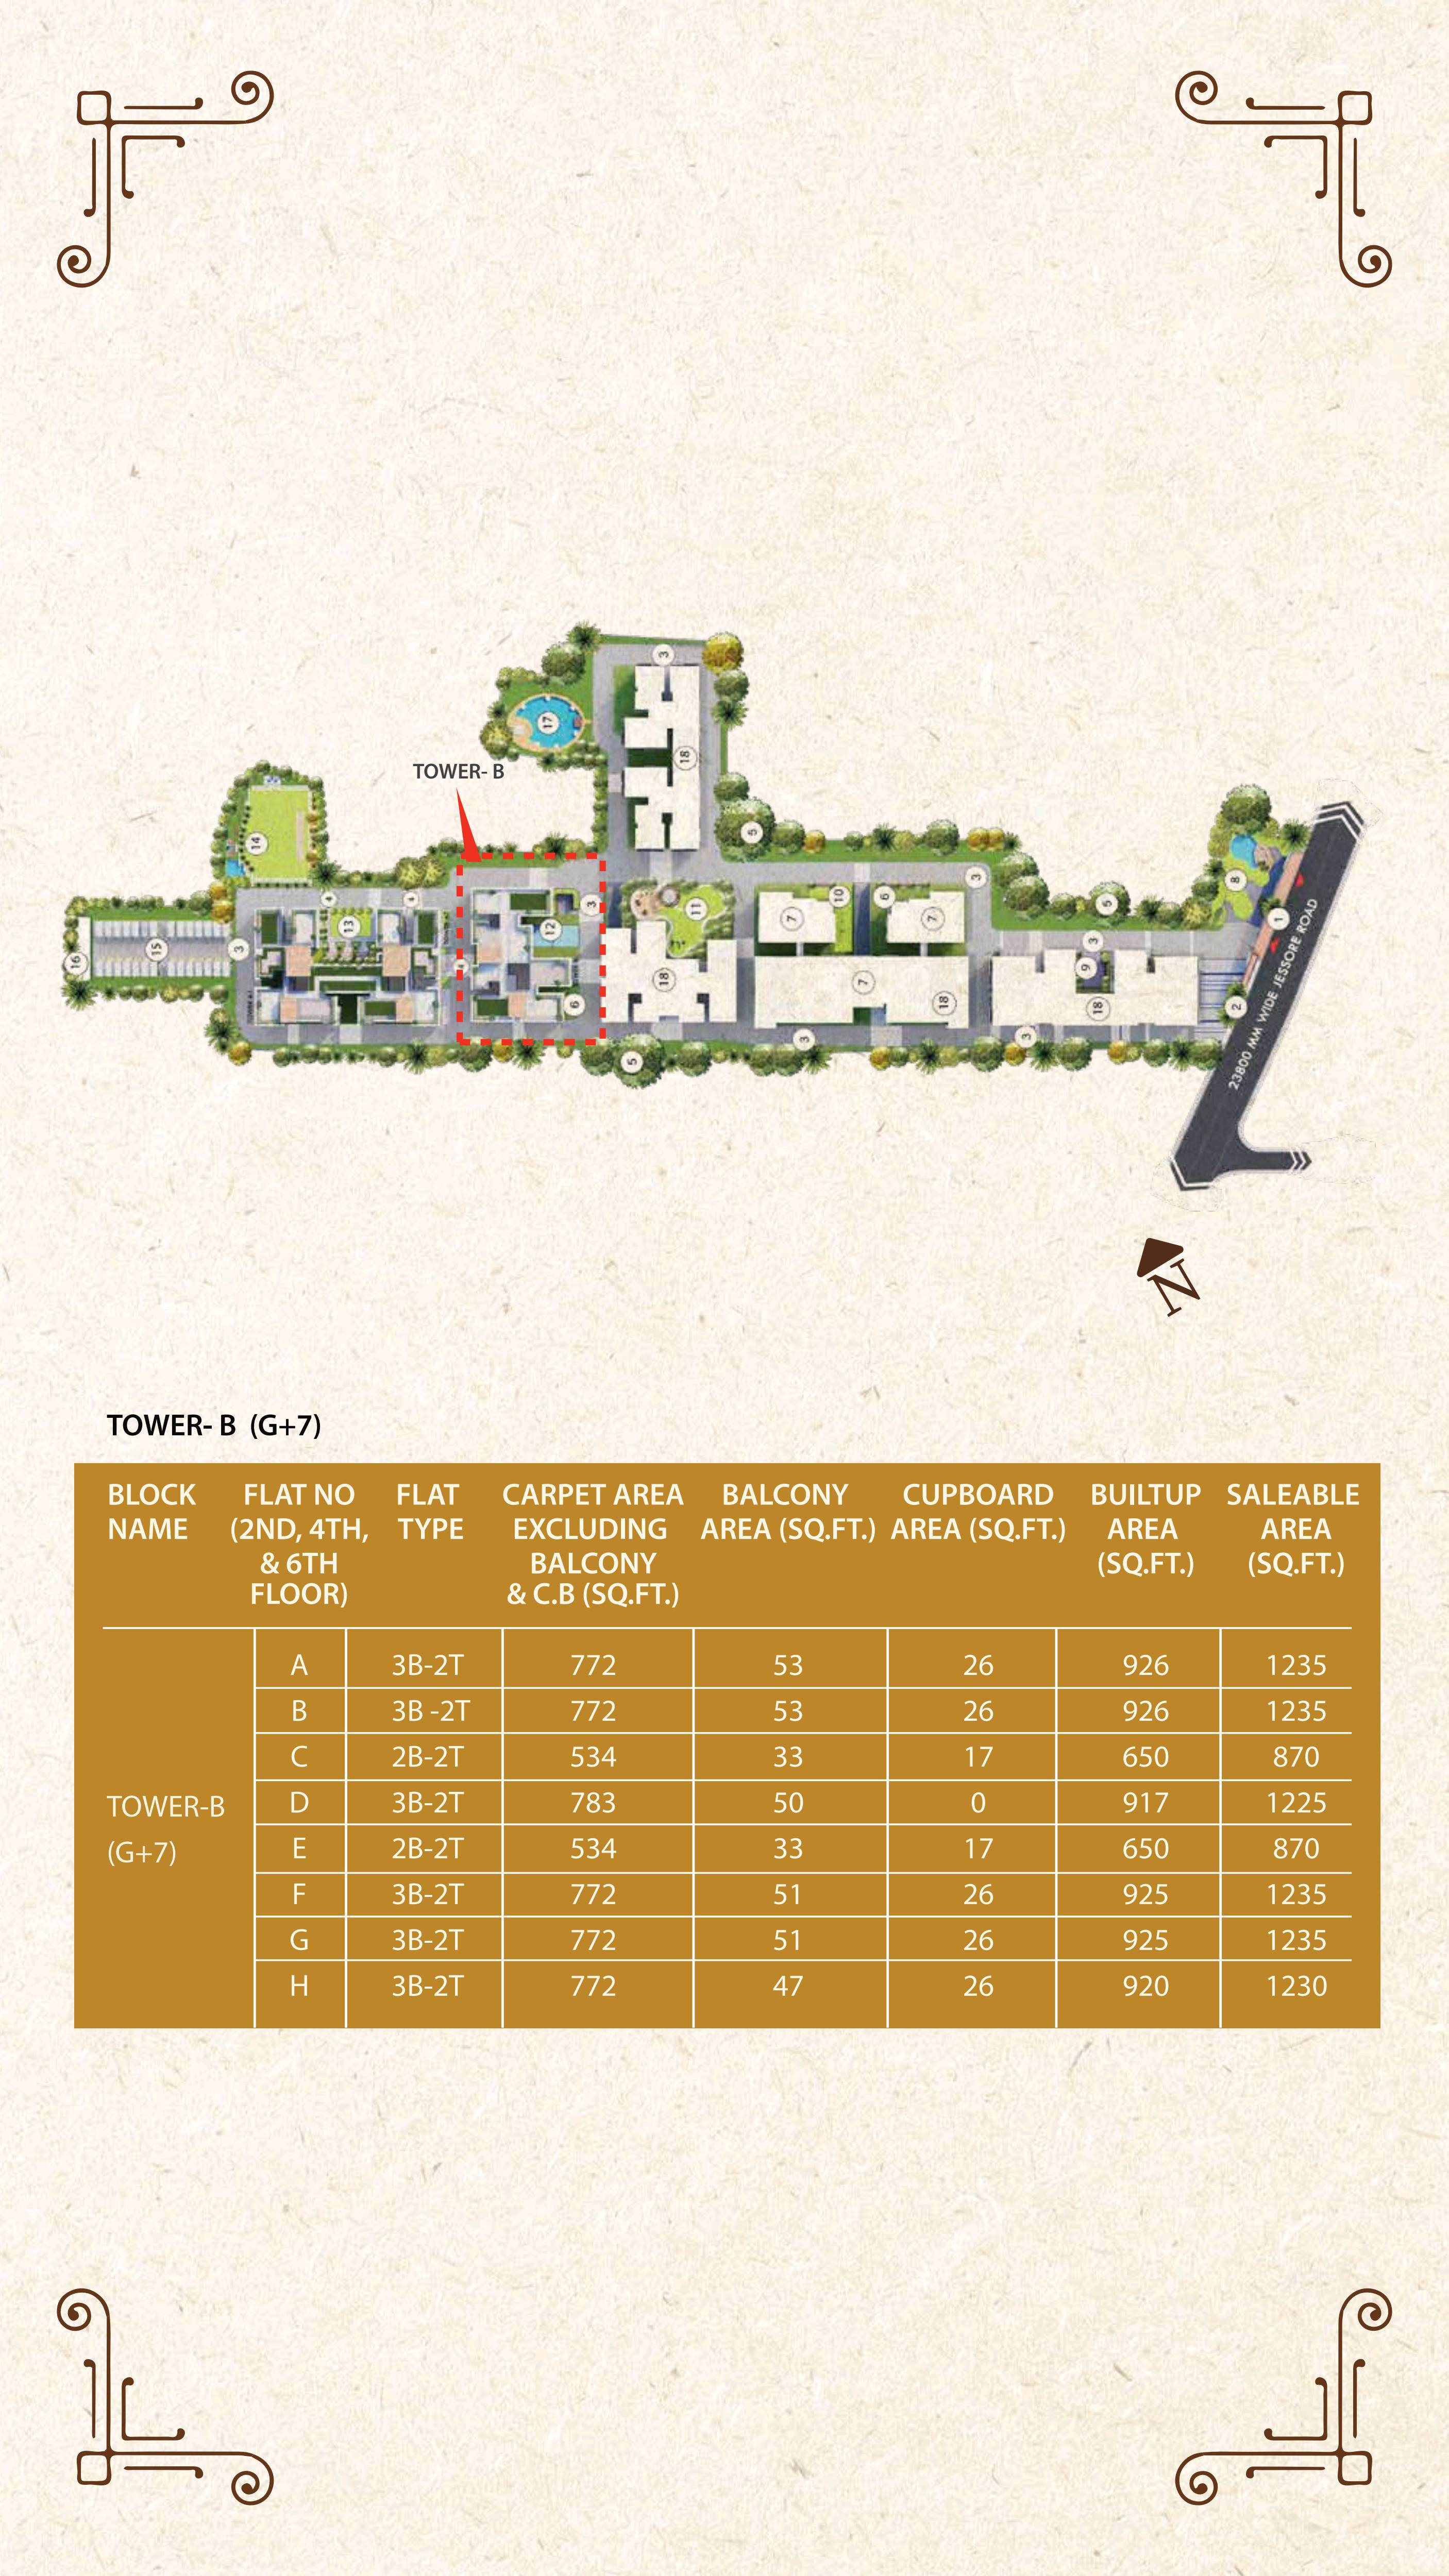 3
17
18
TOWER- B
14
5
8
4
4
3
10
6
3
7
7
11
5
1
13
12
3
15
3
16
18
7
9
18
6
18
2
3
3
5
23800 MM WIDE JESSORE ROAD
N
TOWER- B (G+7)
BLOCK NAME FLAT NO (2ND, 4TH, & 6TH FLOOR) FLAT TYPE CARPET AREA EXCLUDING BALCONY & C.B (SQ.FT.) BALCONY AREA (SQ.FT.) CUPBOARD AREA (SQ.FT.) BUILTUP AREA (SQ.FT.) SALEABLE AREA (SQ.FT.)
TOWER-B (G+7)
A 3B-2T 772 53 26 926 1235
B 3B -2T 772 53 26 926 1235
C 2B-2T 534 33 17 650 870
D 3B-2T 783 50 0 917 1225
E 2B-2T 534 33 17 650 870
F 3B-2T 772 51 26 925 1235
G 3B-2T 772 51 26 925 1235
H 3B-2T 772 47 26 920 1230